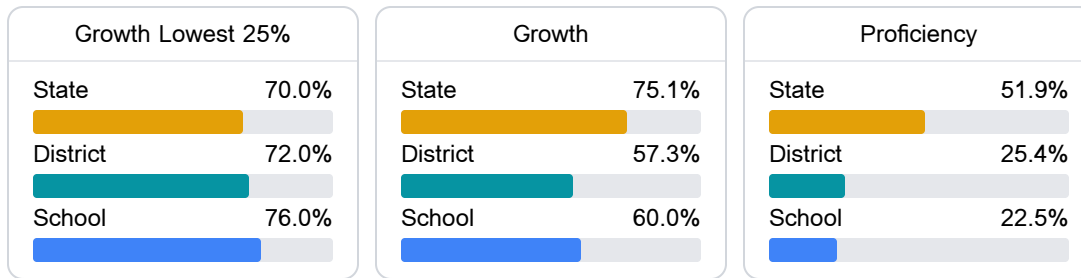 Growth Lowest 25%
State 70.0%
District 72.0%
School 76.0%
Growth
State 75.1%
District 57.3%
School 60.0%
Proficiency
State 51.9%
District 25.4%
School 22.5%